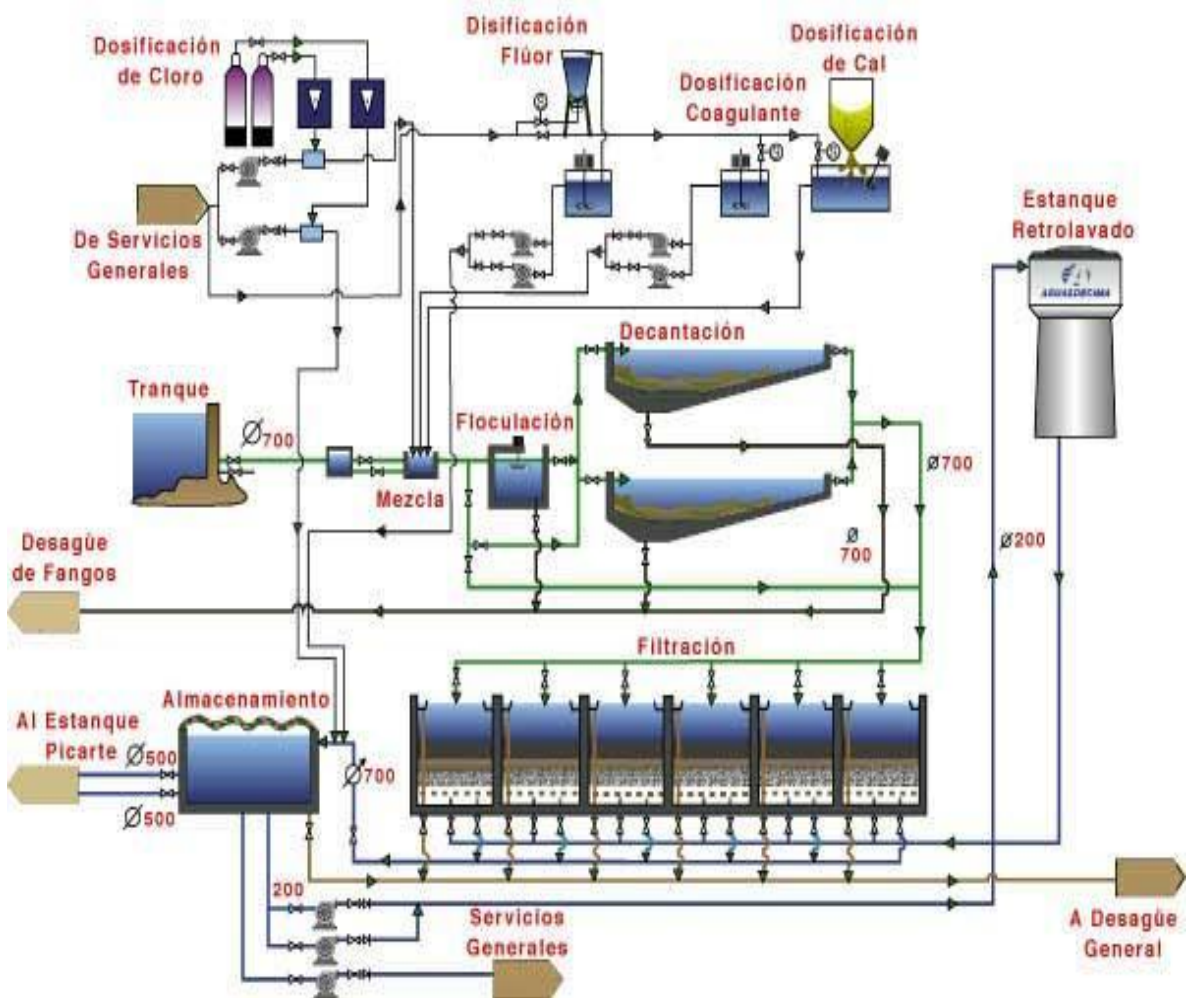 Dosificación
de Cloro
Disificación
Flúor
Dosificación
de Cal
Dosificación
Coagulante
De Servicios
Generales
Estanque
Retrolavado
AGUASDECIMA
Decantación
Tranque
Ø700
Floculación
Mezcla
Ø700
Ø
700
Ø200
Desagüe
de Fangos
Filtración
Almacenamiento
Al Estanque
Picarte
Ø500
Ø700
Ø500
200
Servicios
Generales
A Desagüe
General